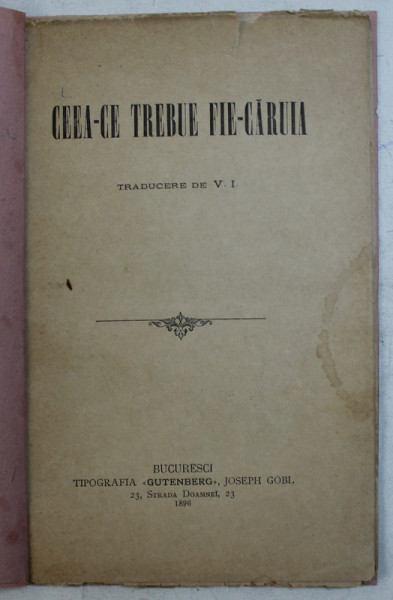 CEEA-CE TREBUE FIE-CĂRUIA
TRADUCERE DE V. I.
BUCURESCI
TIPOGRAFIA «GUTENBERG», JOSEPH GÖBL
23, STRADA DOAMNEI, 23
1896